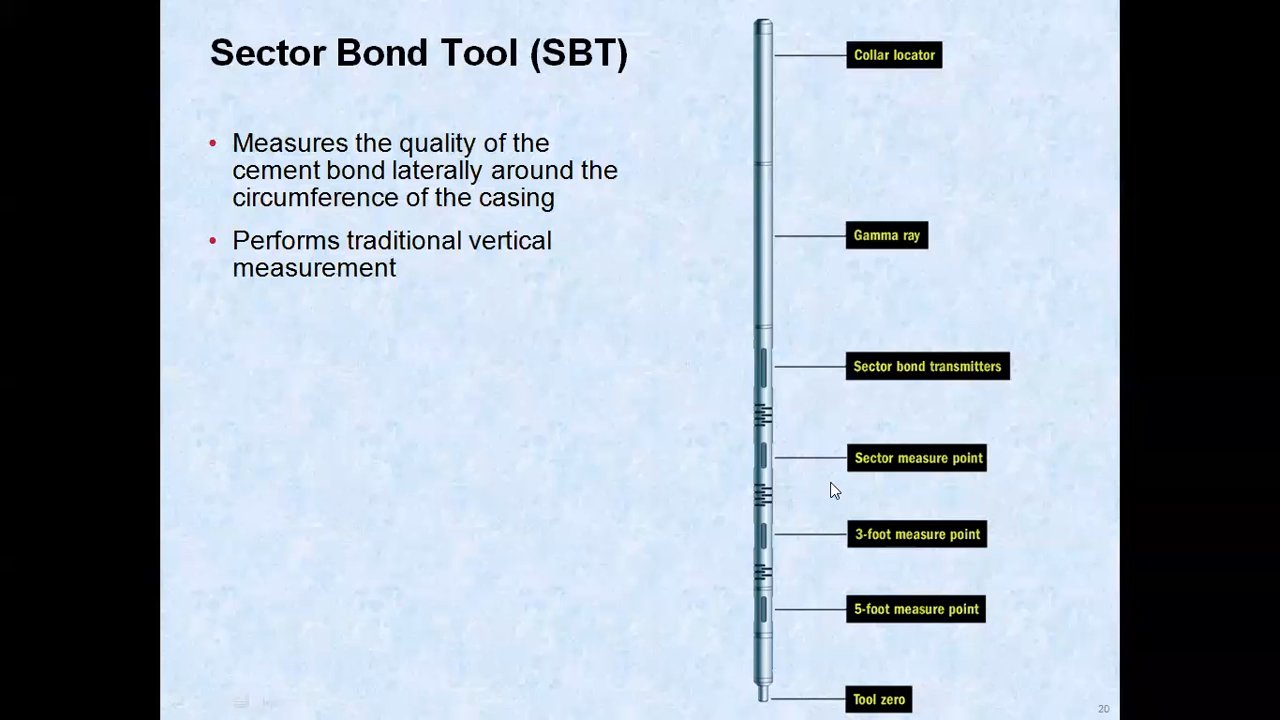 Sector Bond Tool (SBT)
• Measures the quality of the
cement bond laterally around the
circumference of the casing
• Performs traditional vertical
measurement
Collar locator
Gamma ray
Sector bond transmitters
Sector measure point
3-foot measure point
5-foot measure point
Tool zero
20